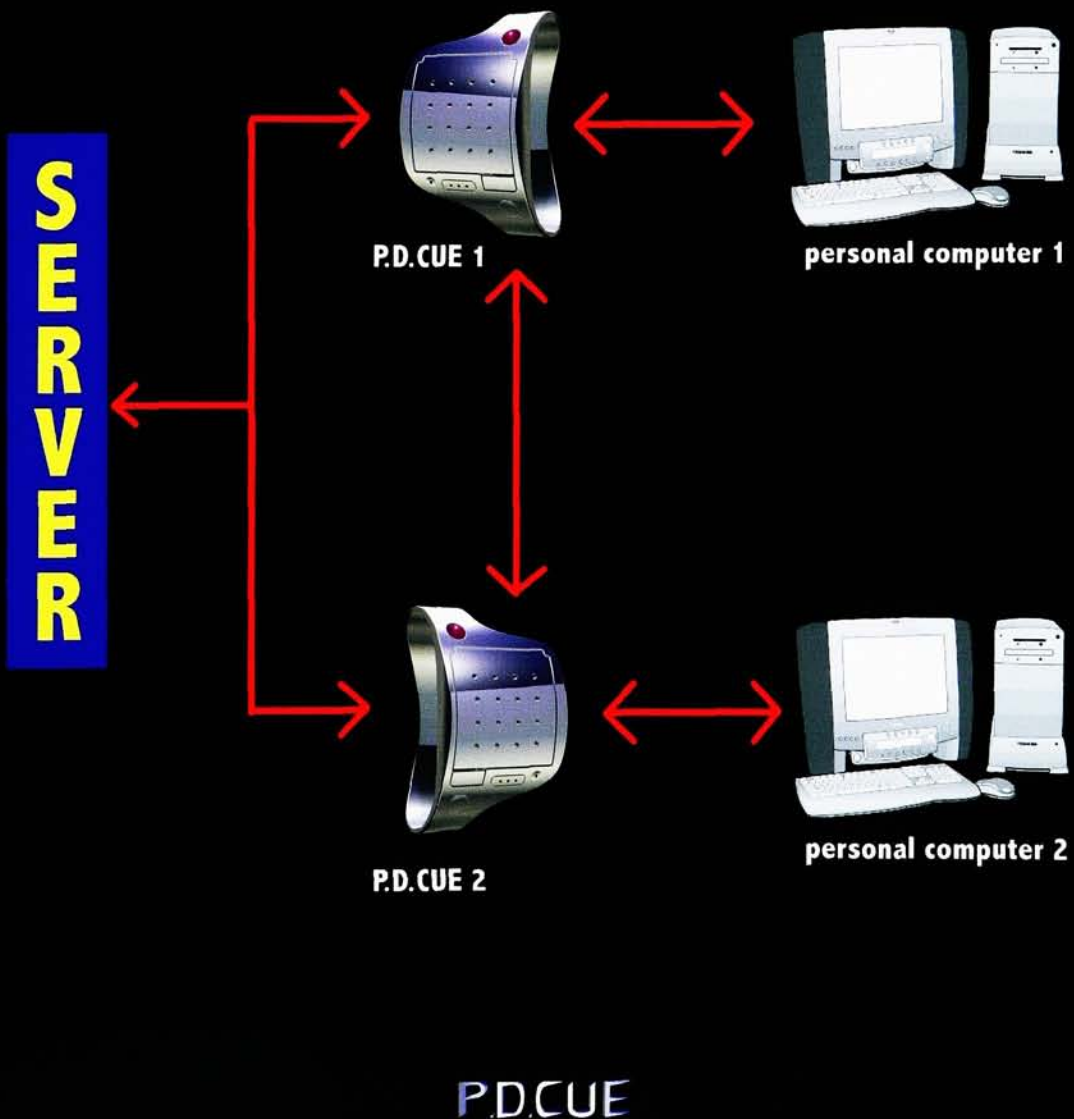 SERVER
P.D.CUE 1
personal computer 1
P.D.CUE 2
personal computer 2
P.D.CUE